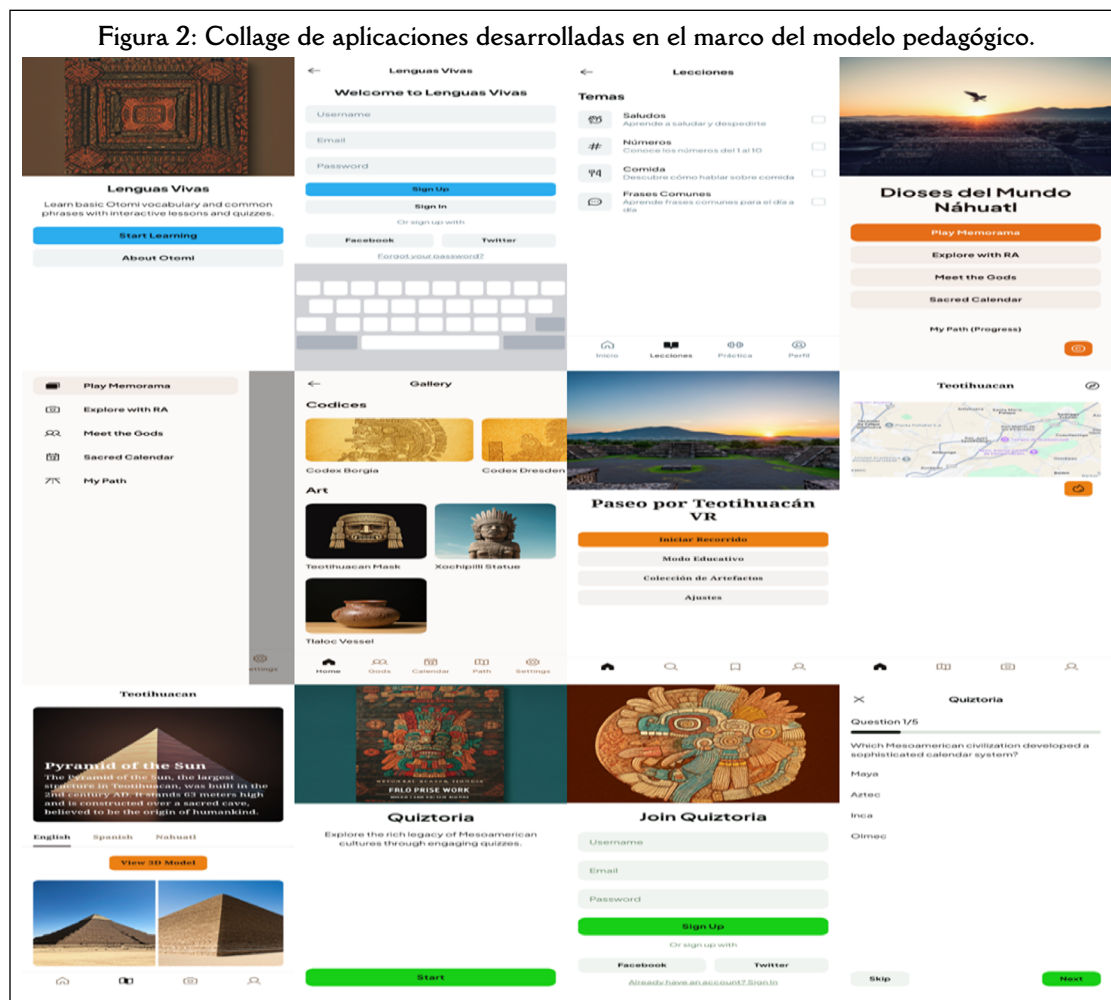 Figura 2: Collage de aplicaciones desarrolladas en el marco del modelo pedagógico.
Lenguas Vivas
Learn basic Otomi vocabulary and common
phrases with interactive lessons and quizzes.
Start Learning
About Otomi
Lenguas Vivas
Welcome to Lenguas Vivas
Username
Email
Password
Sign Up
Sign In
Or sign up with
Facebook
Twitter
Forgot your password?
Lecciones
Temas
Saludos
Aprende a saludar y despedirte
Números
Conoce los números del 1 al 10
Comida
Descubre cómo hablar sobre comida
Frases Comunes
Aprende frases comunes para el día a
día
Inicio
Lecciones
Práctica
Perfil
Dioses del Mundo
Náhuatl
Play Memorama
Explore with RA
Meet the Gods
Sacred Calendar
My Path (Progress)
Play Memorama
Explore with RA
Meet the Gods
Sacred Calendar
My Path
ettings
Gallery
Codices
Codex Borgia
Codex Dresden
Art
Teotihuacan Mask
Xochipilli Statue
Tlaloc Vessel
Home
Gods
Calendar
Path
Settings
Paseo por Teotihuacán
VR
Iniciar Recorrido
Modo Educativo
Colección de Artefactos
Ajustes
Teotihuacan
Teotihuacan
Pyramid of the Sun
The Pyramid of the Sun, the largest
structure in Teotihuacan, was built in the
2nd century AD. It stands 63 meters high
and is constructed over a sacred cave,
believed to be the origin of humankind.
English
Spanish
Nahuatl
View 3D Model
FRLO PRISE WORK
Quiztoria
Explore the rich legacy of Mesoamerican
cultures through engaging quizzes.
Start
Join Quiztoria
Username
Email
Password
Sign Up
Or sign up with
Facebook
Twitter
Already have an account? Sign In
Quiztoria
Question 1/5
Which Mesoamerican civilization developed a
sophisticated calendar system?
Maya
Aztec
Inca
Olmec
Skip
Next